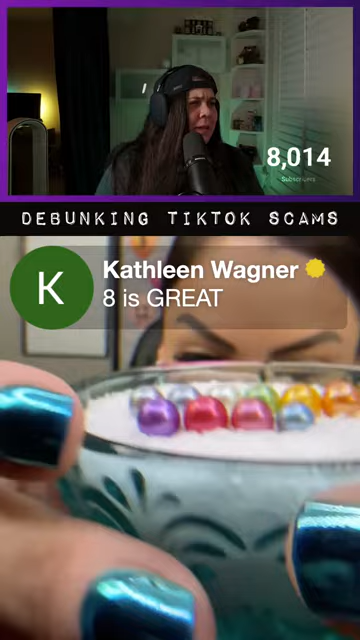 8,014
Subscribers
DEBUNKING TIKTOK SCAMS
K
Kathleen Wagner
8 is GREAT